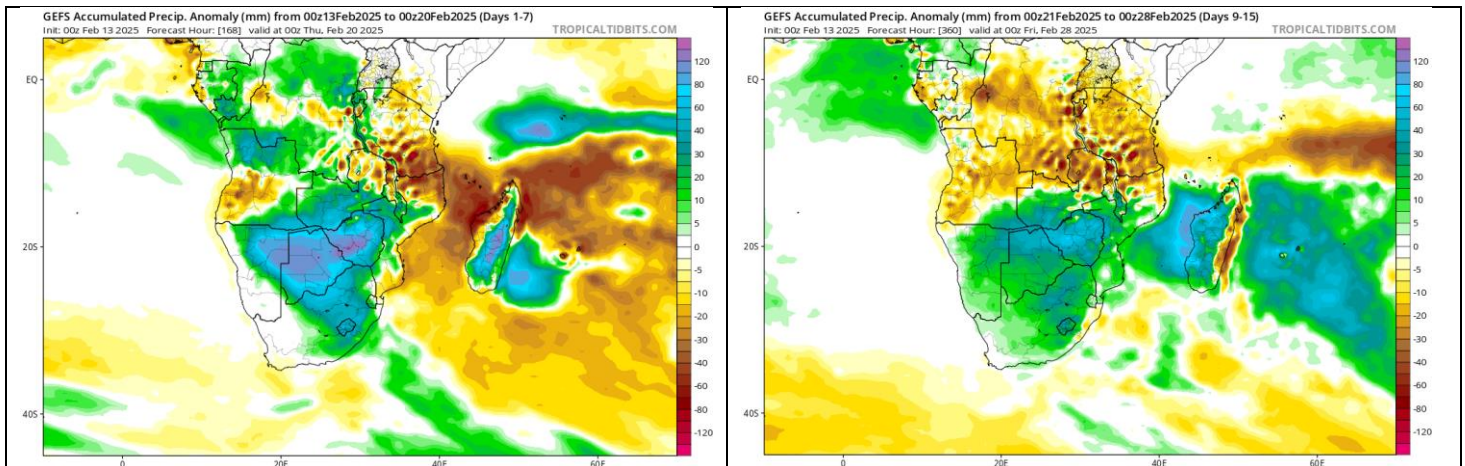 GEFS Accumulated Precip. Anomaly (mm) from 00z13Feb2025 to 00z20Feb2025 (Days 1-7)
Init: 00z Feb 13 2025 Forecast Hour: [168] valid at 00z Thu, Feb 20 2025 TROPICALTIDBITS.COM
EQ
20S
40S
0
20E
40E
60E
120
80
60
40
30
20
10
5
0
-5
-10
-20
-30
-40
-60
-80
-120
GEFS Accumulated Precip. Anomaly (mm) from 00z21Feb2025 to 00z28Feb2025 (Days 9-15)
Init: 00z Feb 13 2025 Forecast Hour: [360] valid at 00z Fri, Feb 28 2025 TROPICALTIDBITS.COM
EQ
20S
40S
0
20E
40E
60E
120
80
60
40
30
20
10
5
0
-5
-10
-20
-30
-40
-60
-80
-120